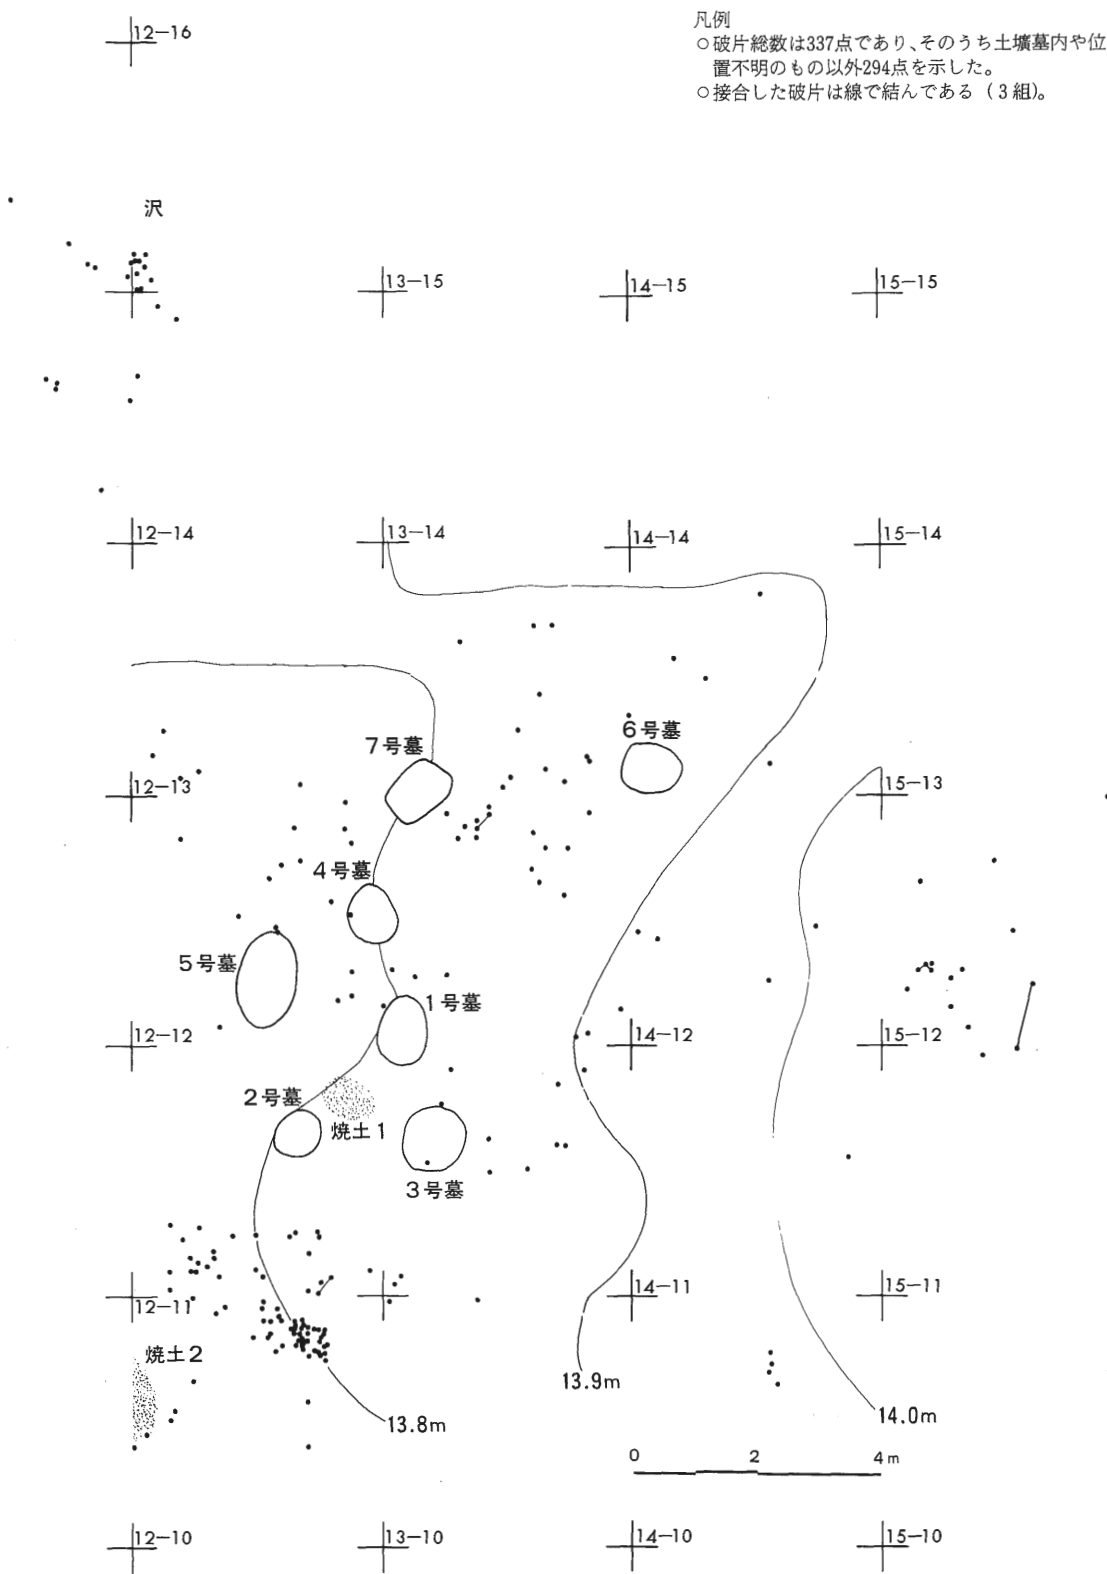 12-16
凡例
○破片総数は337点であり、そのうち土壙墓内や位
置不明のもの以外294点を示した。
○接合した破片は線で結んである（3組）。
沢
13-15
14-15
15-15
12-14
13-14
14-14
15-14
7号墓
6号墓
12-13
15-13
4号墓
5号墓
1号墓
12-12
14-12
15-12
2号墓
焼土1
3号墓
12-11
14-11
15-11
焼土2
13.9m
13.8m
14.0m
0 2 4m
12-10
13-10
14-10
15-10